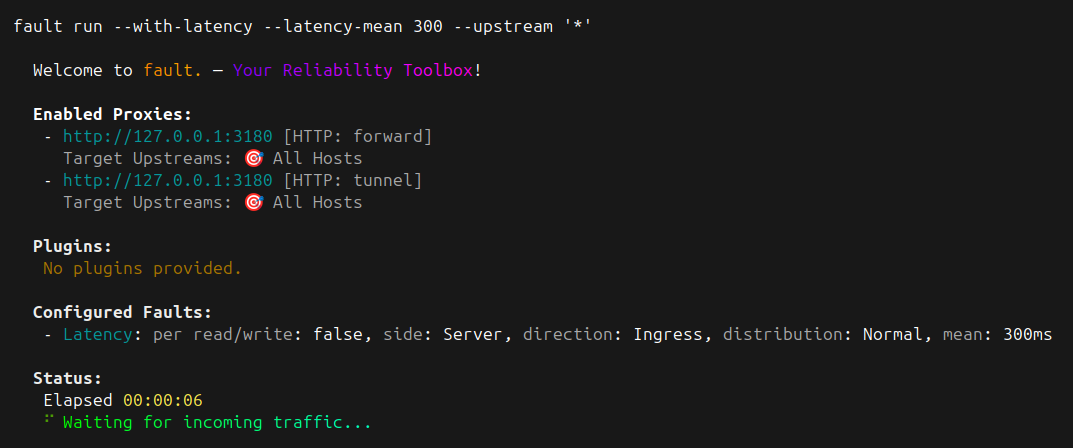 fault run --with-latency --latency-mean 300 --upstream '*'
Welcome to fault. — Your Reliability Toolbox!
Enabled Proxies:
- http://127.0.0.1:3180 [HTTP: forward]
Target Upstreams: 🎯 All Hosts
- http://127.0.0.1:3180 [HTTP: tunnel]
Target Upstreams: 🎯 All Hosts
Plugins:
No plugins provided.
Configured Faults:
- Latency: per read/write: false, side: Server, direction: Ingress, distribution: Normal, mean: 300ms
Status:
Elapsed 00:00:06
⠋ Waiting for incoming traffic...